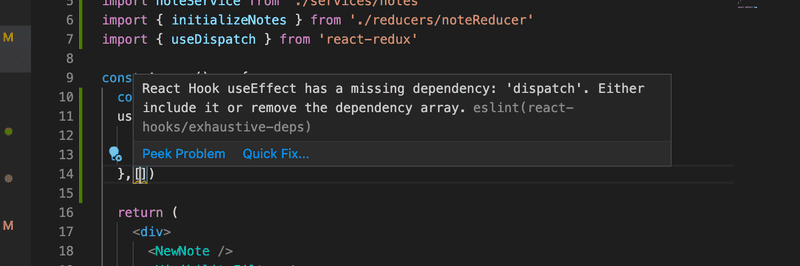 5 import noteService from './services/notes'
M 6 import { initializeNotes } from './reducers/noteReducer'
7 import { useDispatch } from 'react-redux'
8
9 cons
10 co
11 us
12
13
14 },[])
15
16 return (
M 17 <div>
18 <NewNote />
React Hook useEffect has a missing dependency: 'dispatch'. Either
include it or remove the dependency array. eslint(react-
hooks/exhaustive-deps)
Peek Problem Quick Fix...